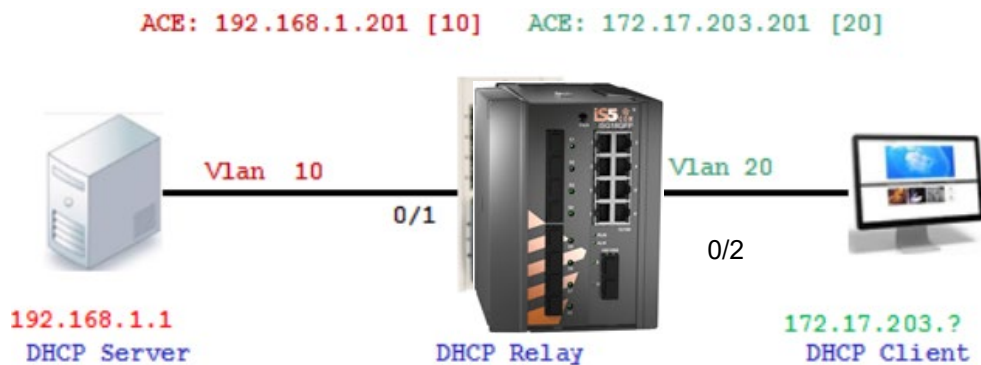 ACE: 192.168.1.201 [10] ACE: 172.17.203.201 [20]
iS5
Vlan 10
Vlan 20
0/1
0/2
192.168.1.1
172.17.203.?
DHCP Server
DHCP Relay
DHCP Client